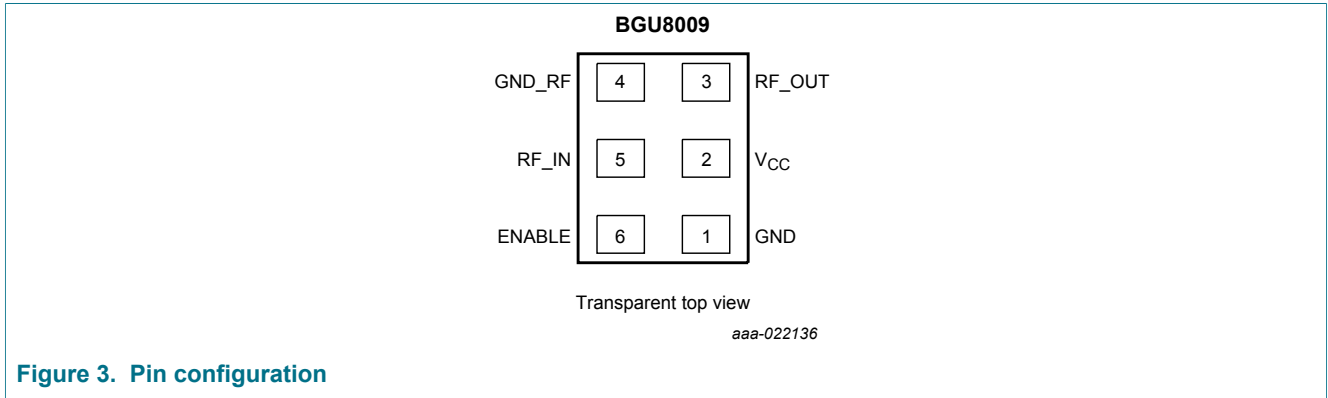 BGU8009
GND_RF 4 3 RF_OUT
RF_IN 5 2 VCC
ENABLE 6 1 GND
Transparent top view
aaa-022136
Figure 3. Pin configuration